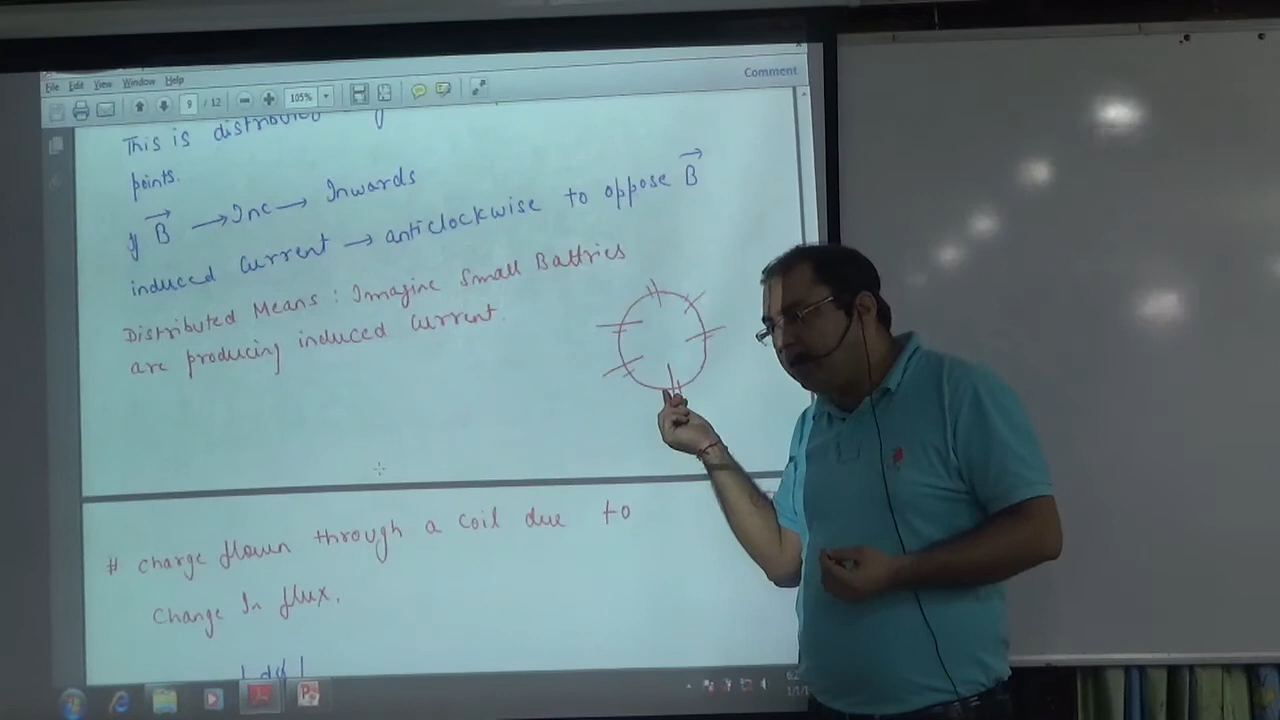 File Edit View Window Help
Comment
9 / 12
105%
This is distributed
points.
if B → Inc → Inwards
induced current → anticlockwise to oppose B
Distributed Means : Imagine Small Battries
are producing induced current.
# charge flown through a coil due to
change In flux.